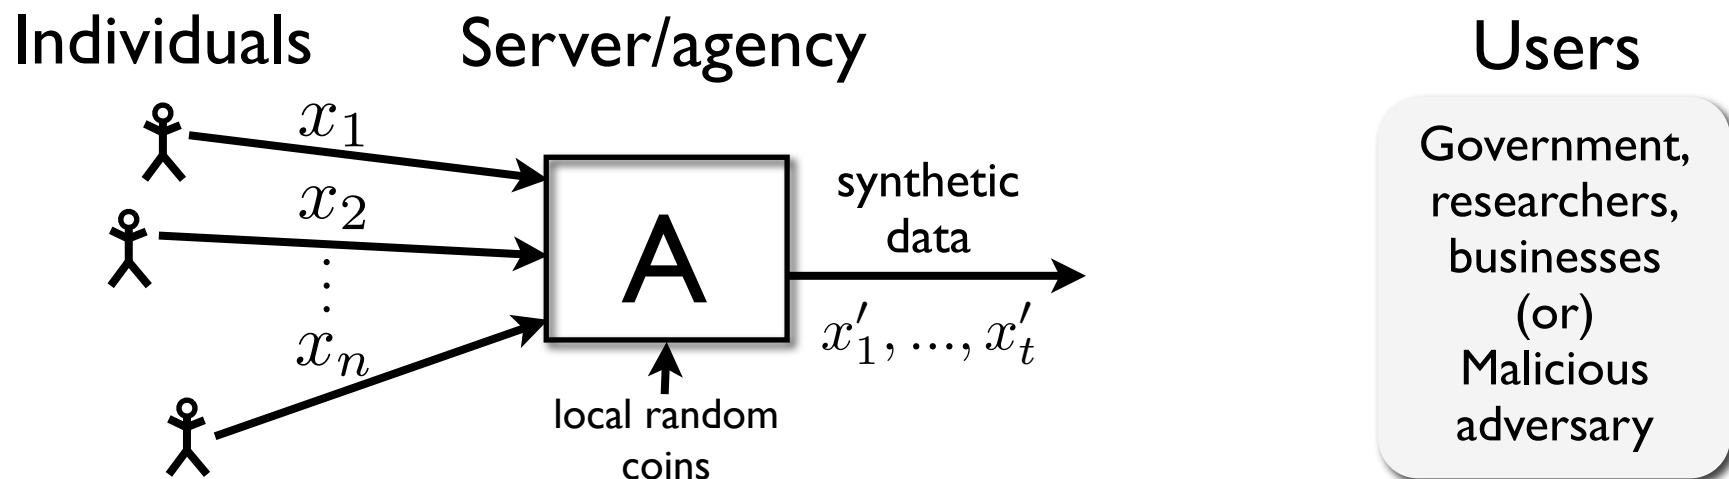 Individuals
Server/agency
Users
x₁
x₂
⋮
xₙ
A
local random
coins
synthetic
data
x′₁, ..., x′ₜ
Government,
researchers,
businesses
(or)
Malicious
adversary